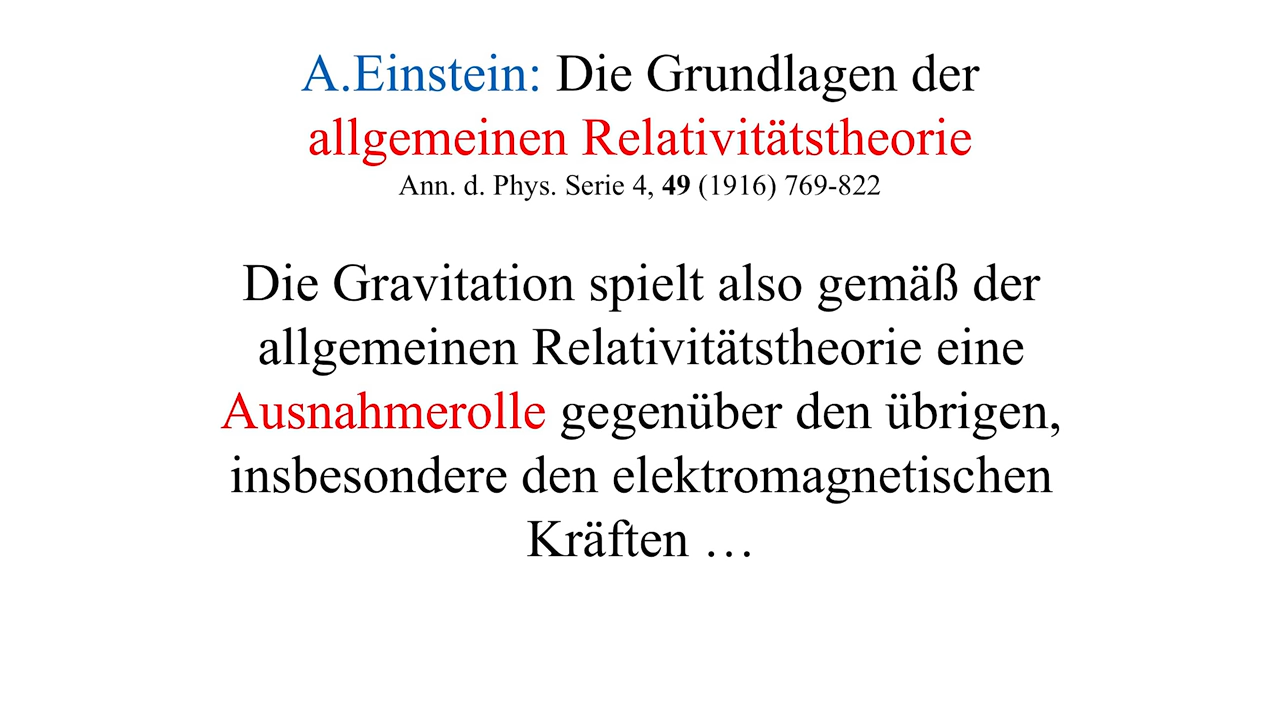 A.Einstein: Die Grundlagen der
allgemeinen Relativitätstheorie
Ann. d. Phys. Serie 4, 49 (1916) 769-822
Die Gravitation spielt also gemäß der
allgemeinen Relativitätstheorie eine
Ausnahmerolle gegenüber den übrigen,
insbesondere den elektromagnetischen
Kräften …